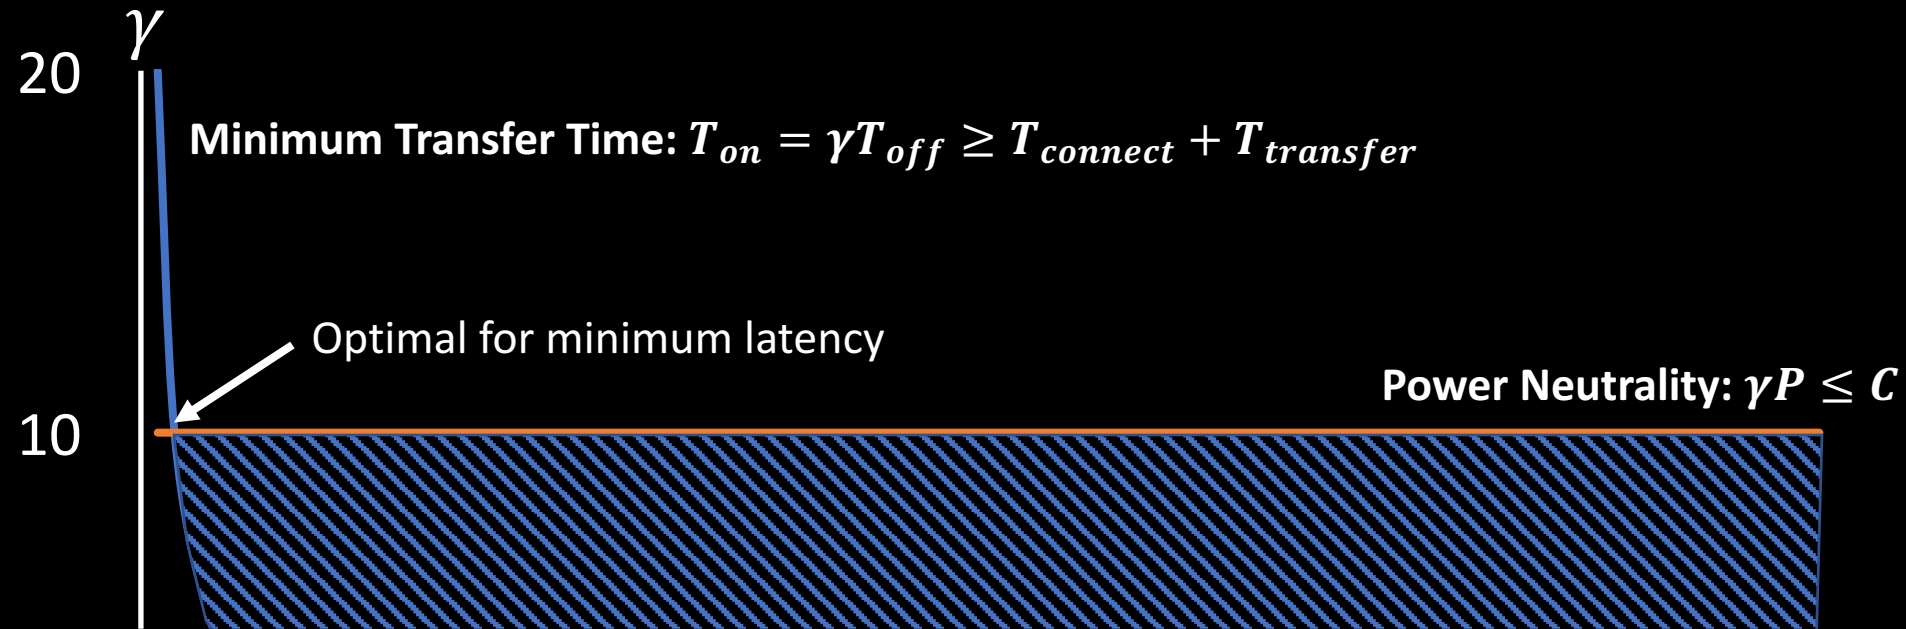 γ
20
Minimum Transfer Time: T_on = γT_off ≥ T_connect + T_transfer
Optimal for minimum latency
Power Neutrality: γP ≤ C
10